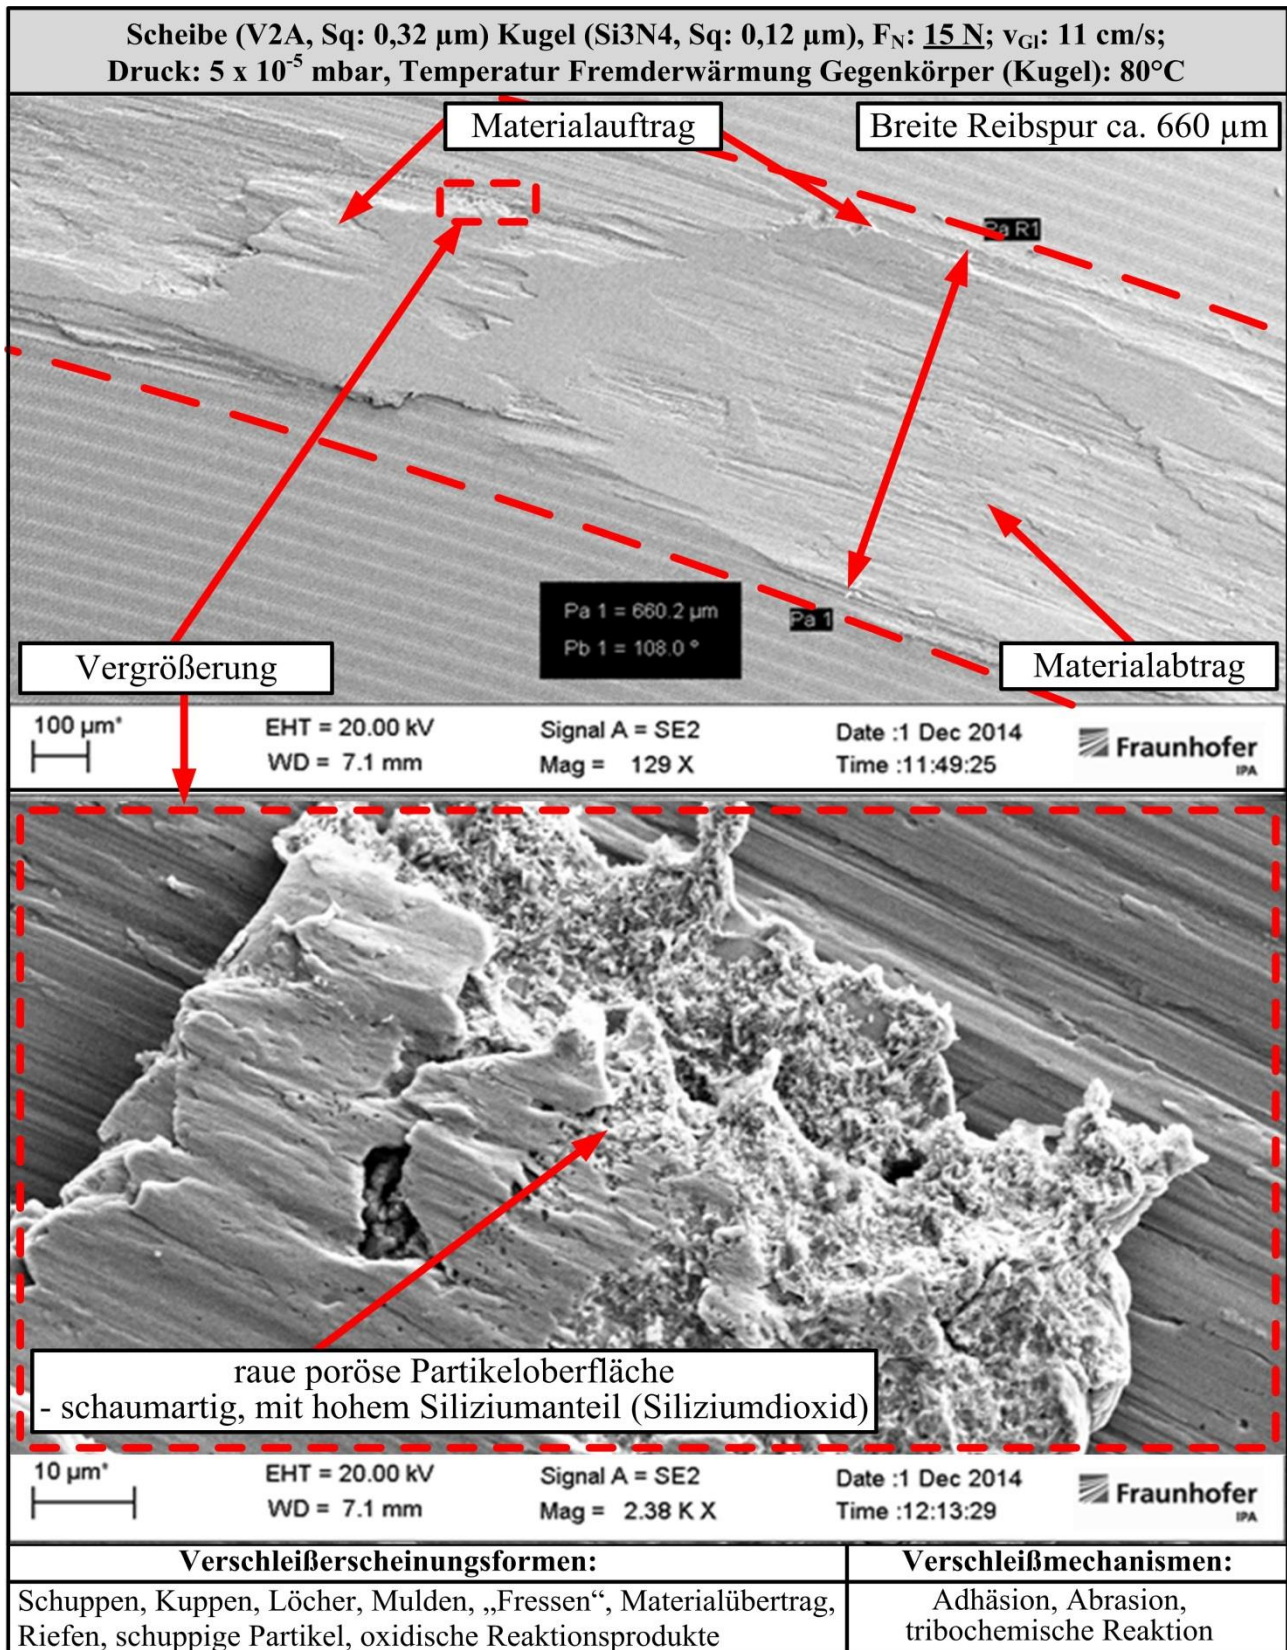 Scheibe (V2A, Sq: 0,32 µm) Kugel (Si3N4, Sq: 0,12 µm), F_N: 15 N; v_Gl: 11 cm/s;
Druck: 5 x 10⁻⁵ mbar, Temperatur Fremderwärmung Gegenkörper (Kugel): 80°C
Materialauftrag
Breite Reibspur ca. 660 µm
Pa R1
Pa 1 = 660.2 µm
Pb 1 = 108.0 °
Pa 1
Vergrößerung
Materialabtrag
100 µm*
EHT = 20.00 kV
WD = 7.1 mm
Signal A = SE2
Mag = 129 X
Date :1 Dec 2014
Time :11:49:25
Fraunhofer
IPA
raue poröse Partikeloberfläche
- schaumartig, mit hohem Siliziumanteil (Siliziumdioxid)
10 µm*
EHT = 20.00 kV
WD = 7.1 mm
Signal A = SE2
Mag = 2.38 K X
Date :1 Dec 2014
Time :12:13:29
Fraunhofer
IPA
Verschleißerscheinungsformen:
Schuppen, Kuppen, Löcher, Mulden, „Fressen“, Materialübertrag,
Riefen, schuppige Partikel, oxidische Reaktionsprodukte
Verschleißmechanismen:
Adhäsion, Abrasion,
tribochemische Reaktion